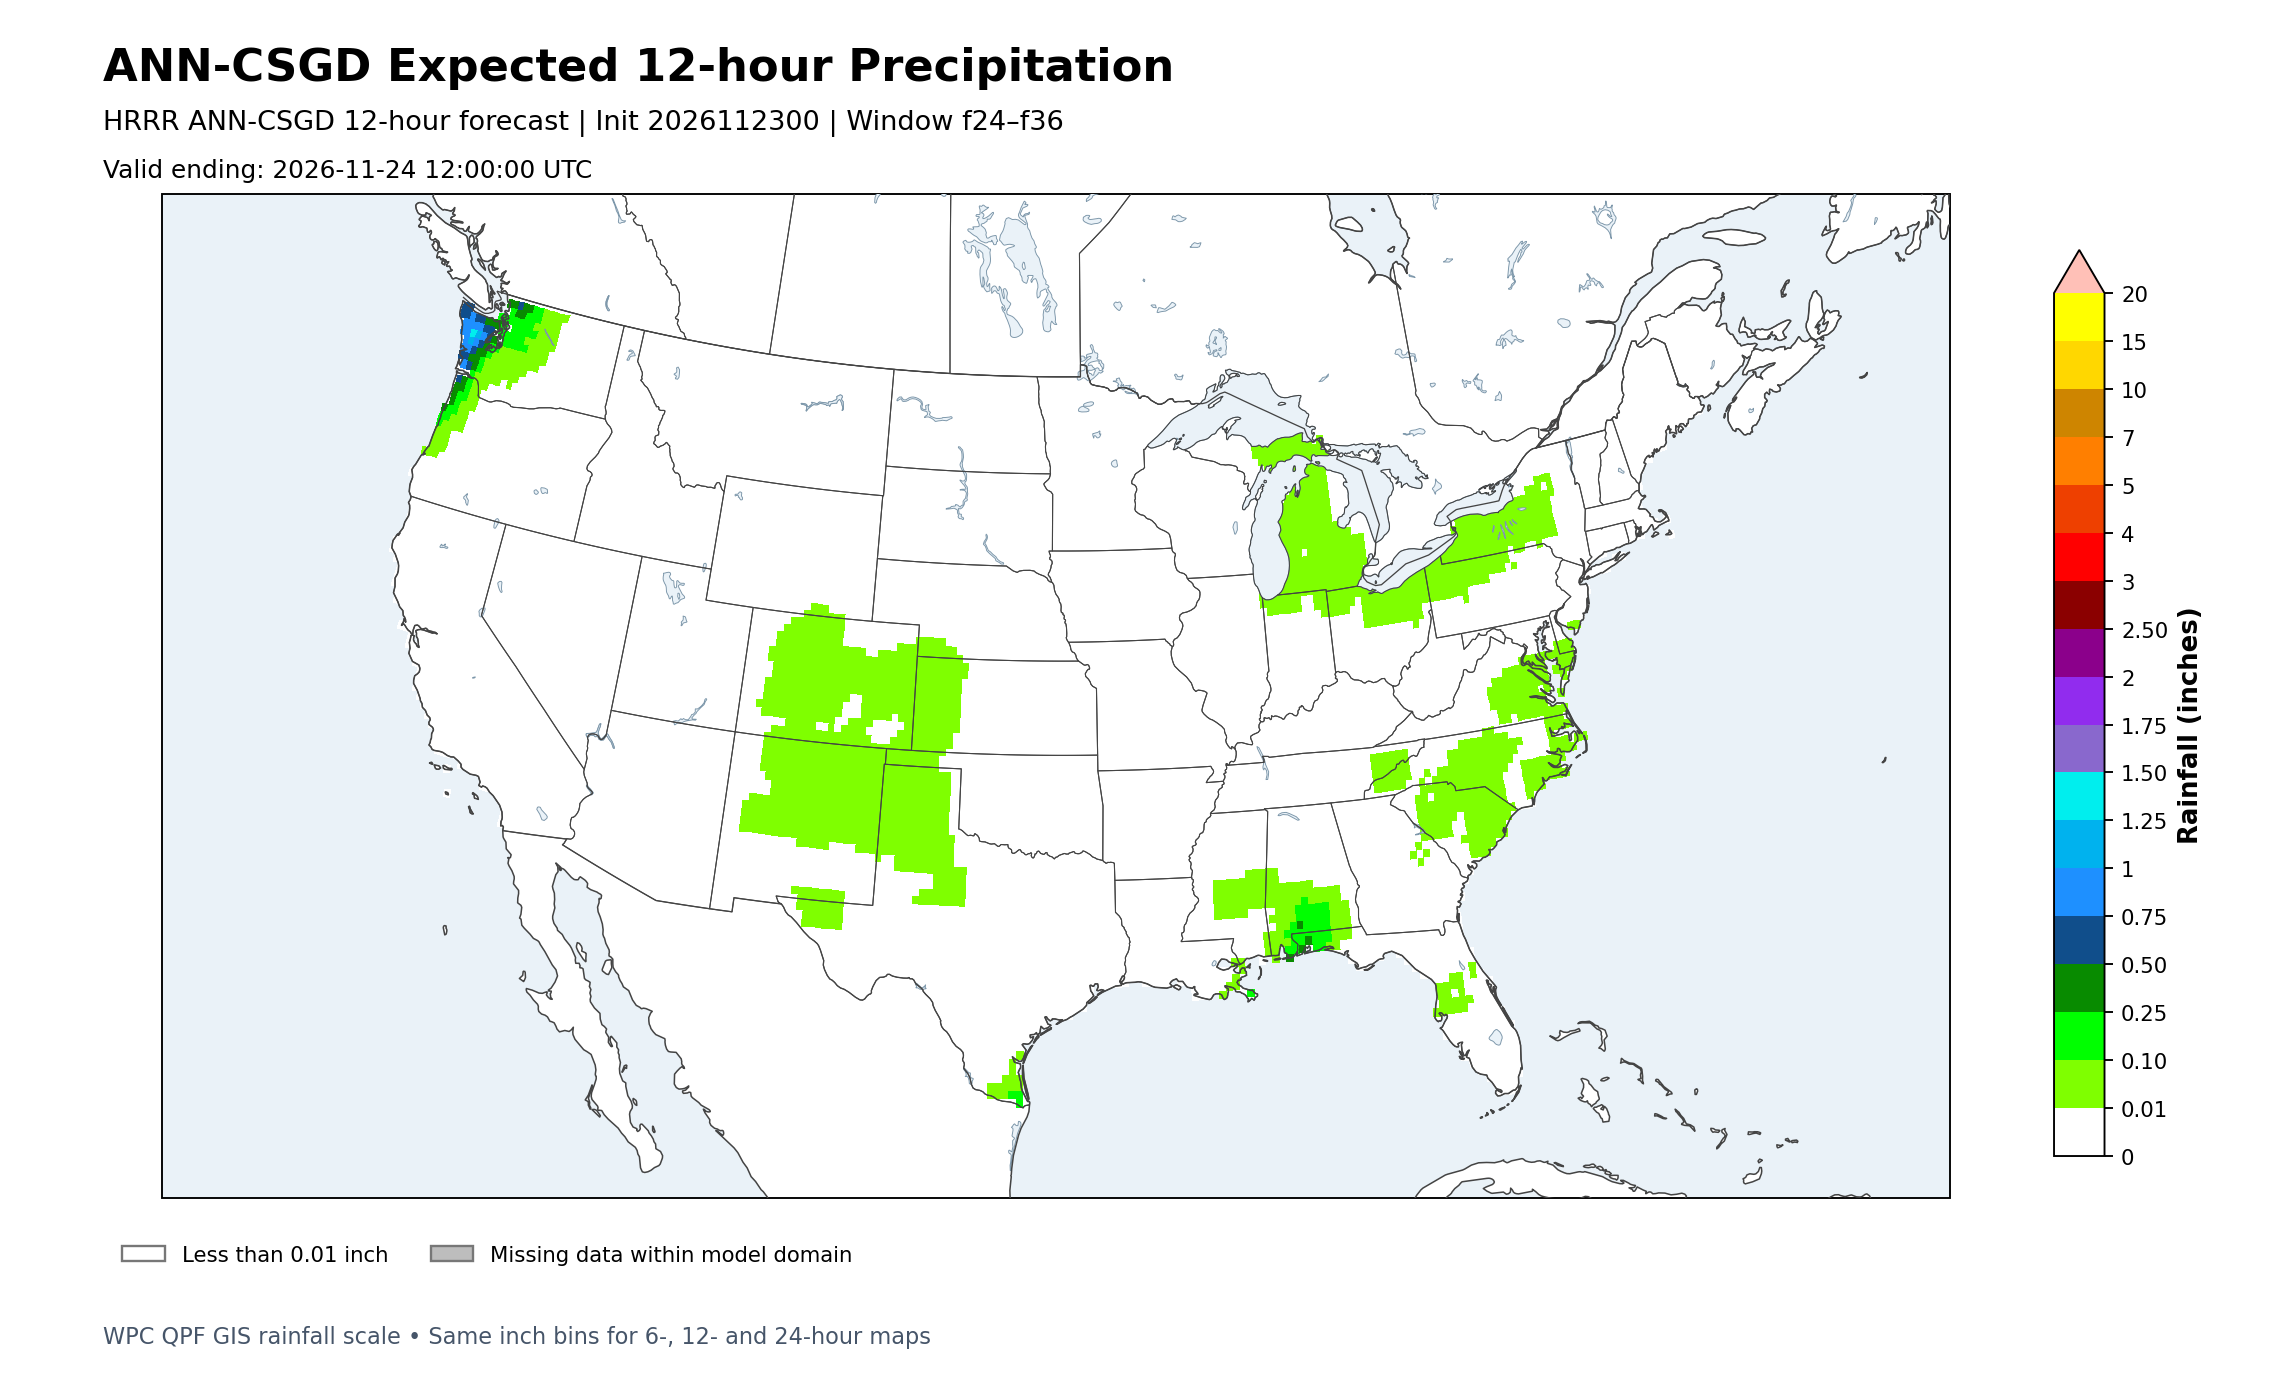 ANN-CSGD Expected 12-hour Precipitation
HRRR ANN-CSGD 12-hour forecast | Init 2026112300 | Window f24–f36
Valid ending: 2026-11-24 12:00:00 UTC
20
15
10
7
5
4
3
2.50
2
1.75
1.50
1.25
1
0.75
0.50
0.25
0.10
0.01
0
Rainfall (inches)
Less than 0.01 inch
Missing data within model domain
WPC QPF GIS rainfall scale • Same inch bins for 6-, 12- and 24-hour maps